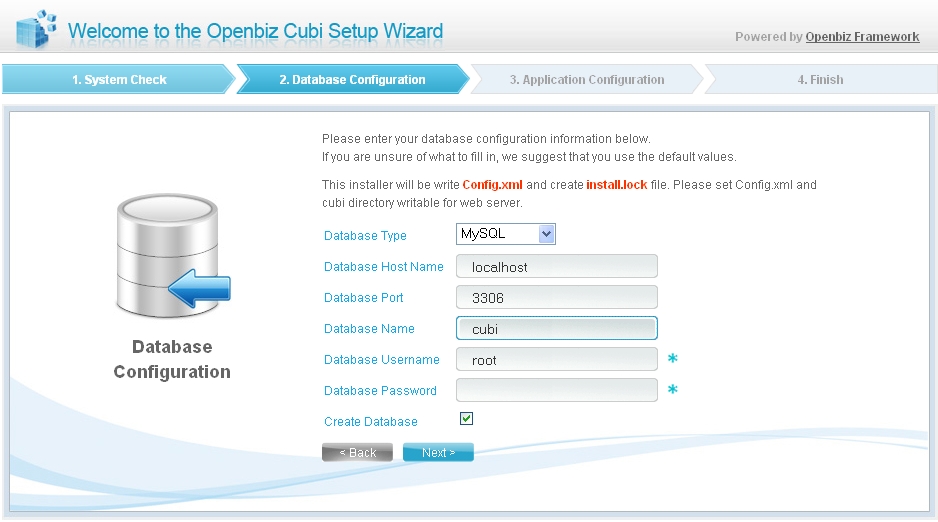 Welcome to the Openbiz Cubi Setup Wizard
Powered by Openbiz Framework
1. System Check
2. Database Configuration
3. Application Configuration
4. Finish
Please enter your database configuration information below.
If you are unsure of what to fill in, we suggest that you use the default values.
This installer will be write Config.xml and create install.lock file. Please set Config.xml and
cubi directory writable for web server.
Database Type MySQL
Database Host Name localhost
Database Port 3306
Database Name cubi
Database Username root *
Database Password *
Create Database
Database
Configuration
< Back
Next >